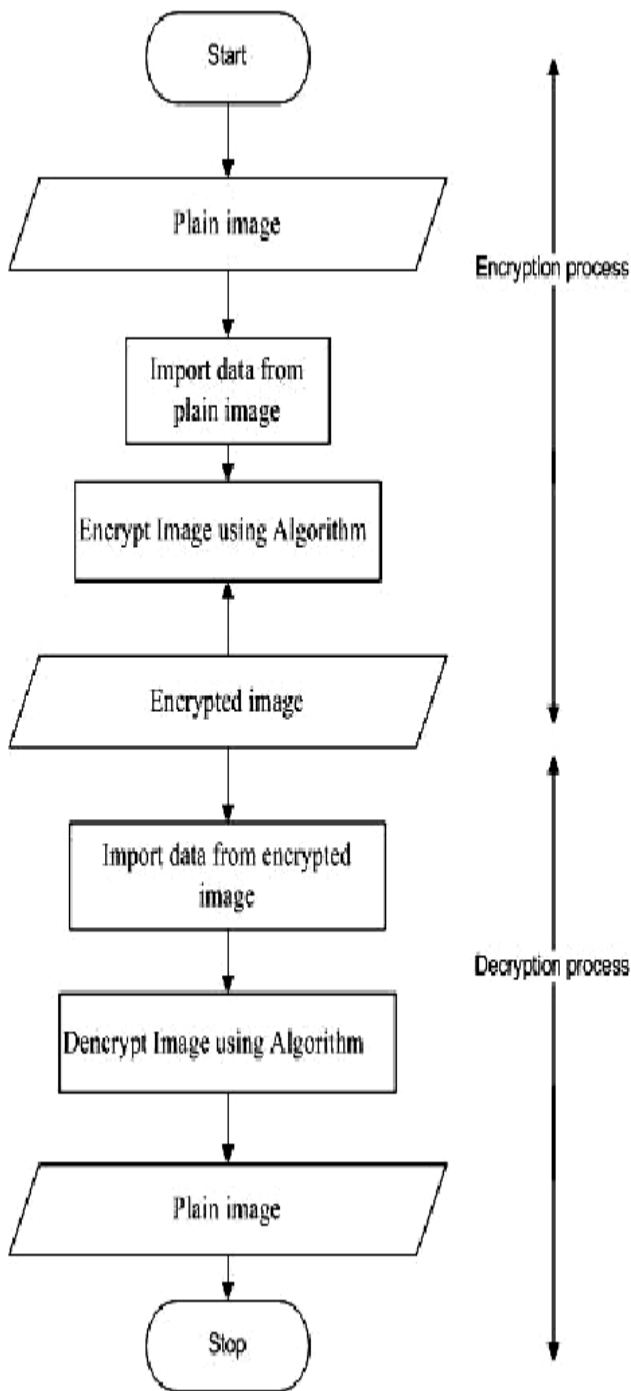 Start
Plain image
Encryption process
Import data from
plain image
Encrypt Image using Algorithm
Encrypted image
Import data from encrypted
image
Decryption process
Dencrypt Image using Algorithm
Plain image
Stop